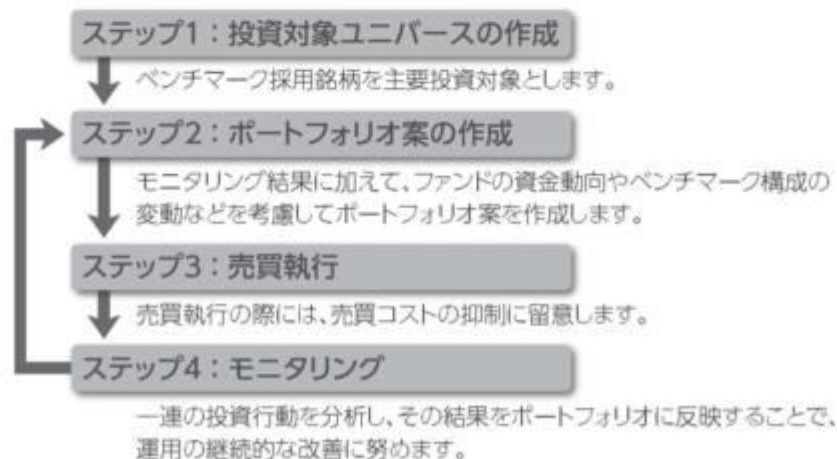 ステップ1：投資対象ユニバースの作成
ベンチマーク採用銘柄を主要投資対象とします。
ステップ2：ポートフォリオ案の作成
モニタリング結果に加えて、ファンドの資金動向やベンチマーク構成の
変動などを考慮してポートフォリオ案を作成します。
ステップ3：売買執行
売買執行の際には、売買コストの抑制に留意します。
ステップ4：モニタリング
一連の投資行動を分析し、その結果をポートフォリオに反映することで、
運用の継続的な改善に努めます。